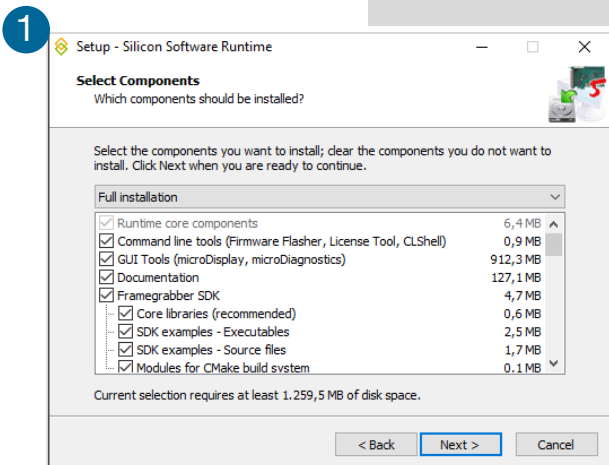 1
Setup - Silicon Software Runtime
Select Components
Which components should be installed?
Select the components you want to install; clear the components you do not want to
install. Click Next when you are ready to continue.
Full installation
Runtime core components 6,4 MB
Command line tools (Firmware Flasher, License Tool, CLShell) 0,9 MB
GUI Tools (microDisplay, microDiagnostics) 912,3 MB
Documentation 127,1 MB
Framegrabber SDK 4,7 MB
Core libraries (recommended) 0,6 MB
SDK examples - Executables 2,5 MB
SDK examples - Source files 1,7 MB
Modules for CMake build system 0,1 MB
Current selection requires at least 1.259,5 MB of disk space.
< Back Next > Cancel